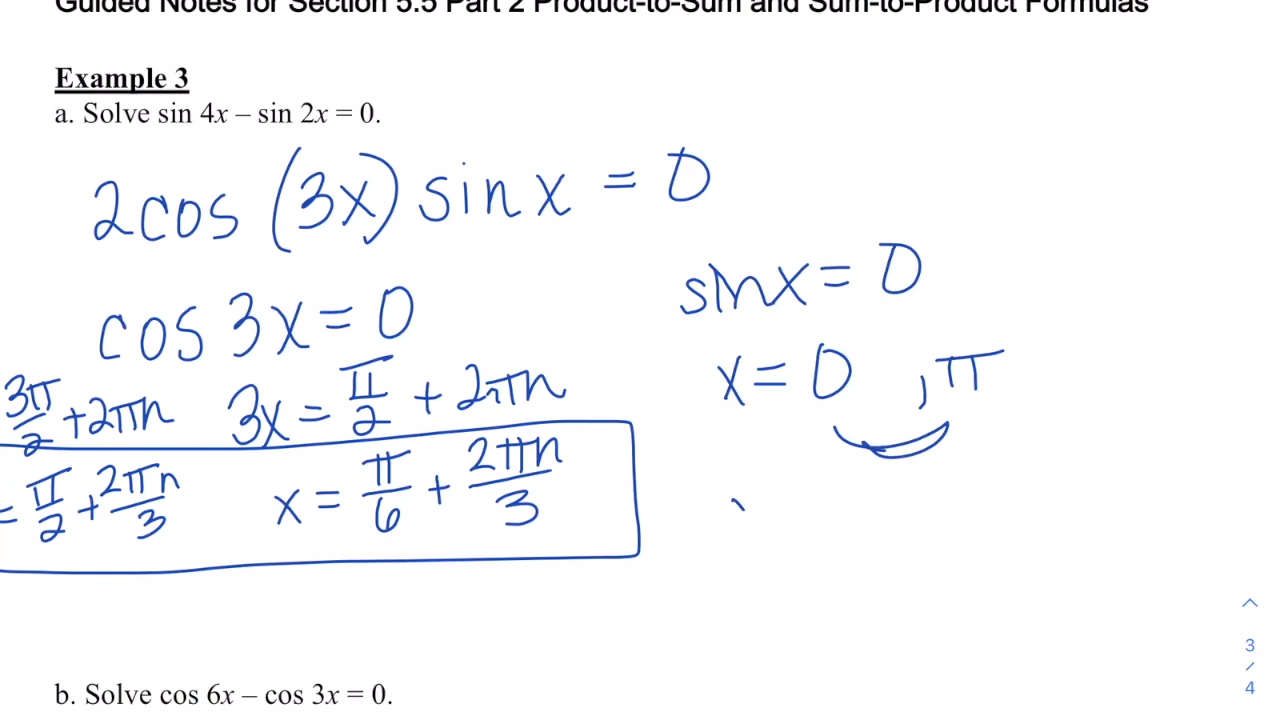 Guided Notes for Section 5.5 Part 2 Product-to-Sum and Sum-to-Product Formulas
Example 3
a. Solve sin 4x – sin 2x = 0.
2cos (3x) sin x = 0
sin x = 0
cos 3x = 0
x = 0 , π
3π/2 + 2πn 3x = π/2 + 2πn
= π/2 + 2πn/3 x = π/6 + 2πn/3
3
/
4
b. Solve cos 6x – cos 3x = 0.